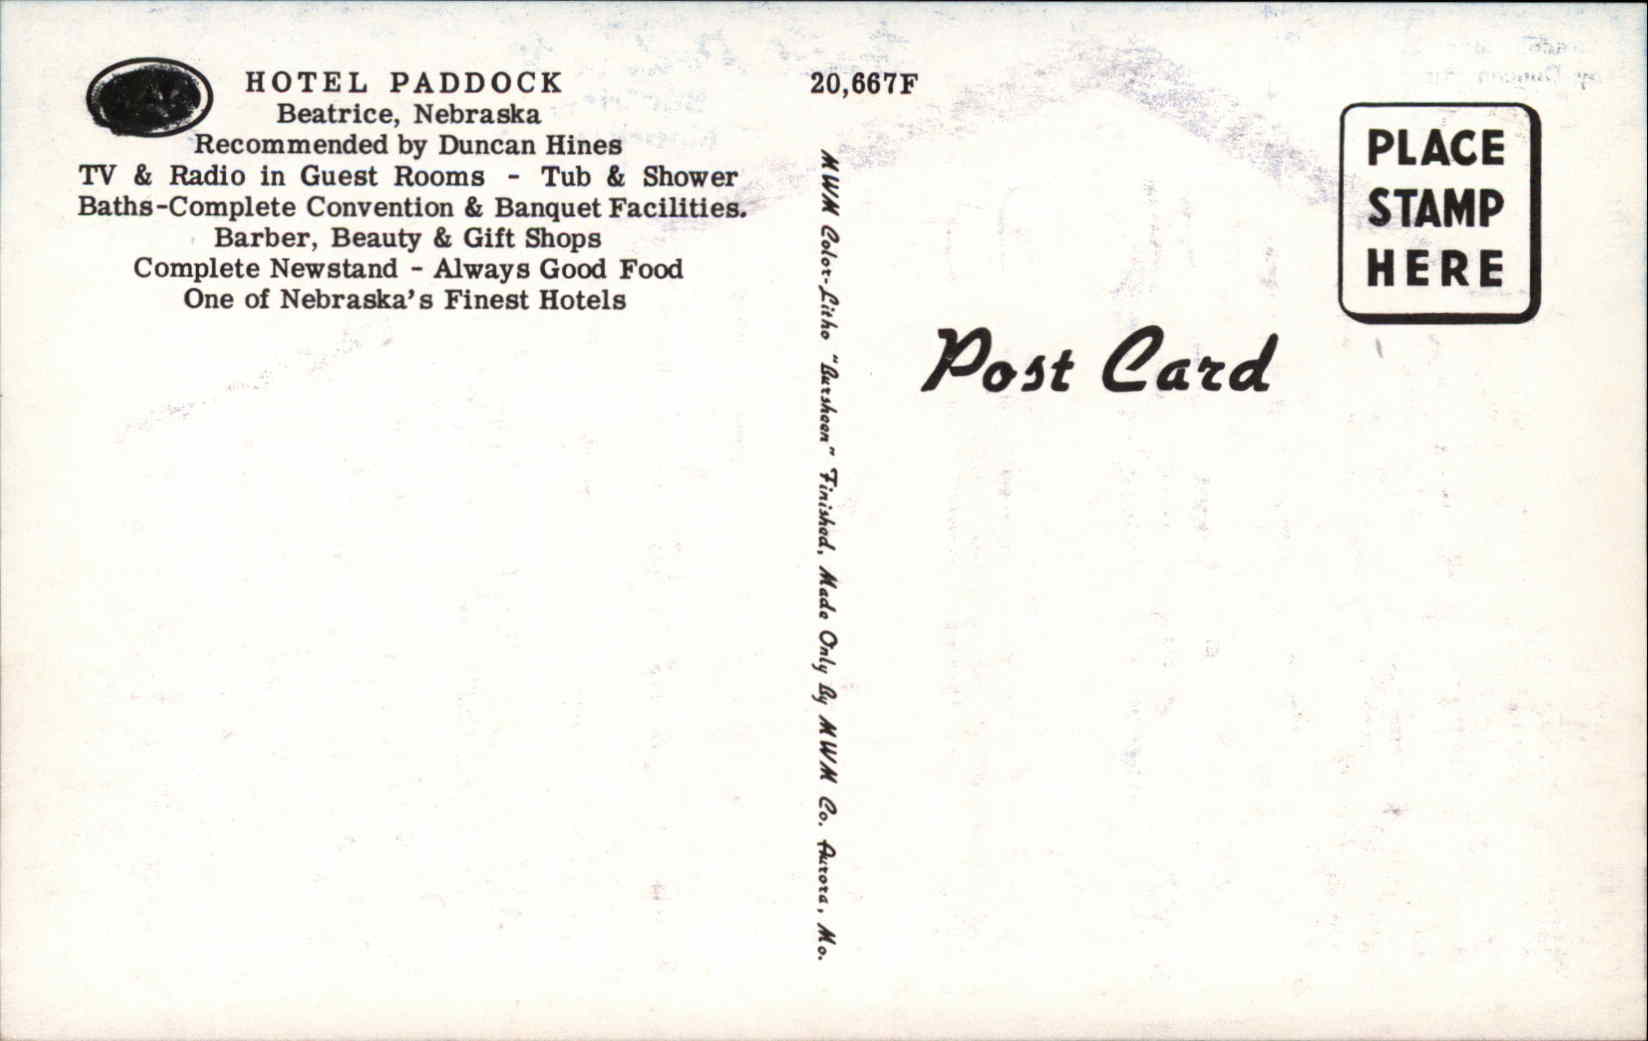 HOTEL PADDOCK
Beatrice, Nebraska
Recommended by Duncan Hines
TV & Radio in Guest Rooms - Tub & Shower
Baths-Complete Convention & Banquet Facilities.
Barber, Beauty & Gift Shops
Complete Newstand - Always Good Food
One of Nebraska's Finest Hotels
20,667F
MWM Color-Litho "Bursheen" Finished, Made Only By MWM Co. Aurora, Mo.
PLACE
STAMP
HERE
Post Card